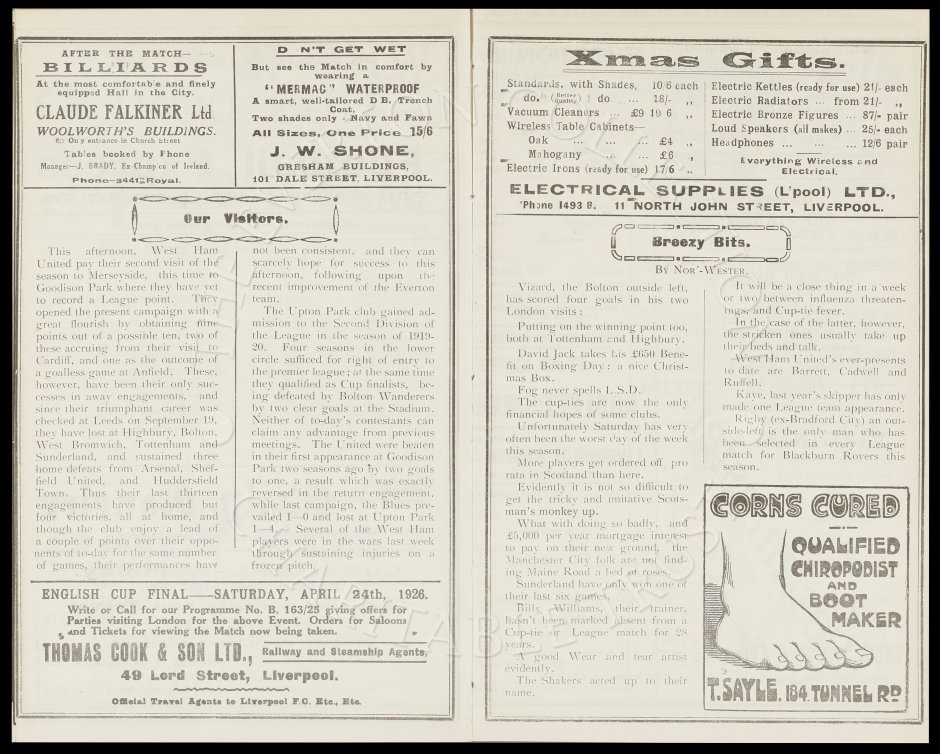 AFTER THE MATCH—
BILLIARDS
At the most comfortable and finely
equipped Hall in the City.
CLAUDE FALKINER Ltd
WOOLWORTH'S BUILDINGS.
Only entrance in Church Street
Tables booked by Phone
Manager—J. BRADY, Ex Champion of Ireland.
Phone—3441 Royal.
D N'T GET WET
But see the Match in comfort by
wearing a
"MERMAC" WATERPROOF
A smart, well-tailored D B. Trench
Coat,
Two shades only - Navy and Fawn
All Sizes, One Price 15/6
J. W. SHONE,
GRESHAM BUILDINGS,
101 DALE STREET, LIVERPOOL.
Our Visitors.
This afternoon, West Ham
United pay their second visit of the
season to Merseyside, this time to
Goodison Park where they have yet
to record a League point. They
opened the present campaign with a
great flourish by obtaining nine
points out of a possible ten, two of
these accruing from their visit to
Cardiff, and one as the outcome of
a goalless game at Anfield. These,
however, have been their only suc-
cesses in away engagements, and
since their triumphant career was
checked at Leeds on September 19,
they have lost at Highbury, Bolton,
West Bromwich, Tottenham and
Sunderland, and sustained three
home defeats from Arsenal, Shef-
field United, and Huddersfield
Town. Thus their last thirteen
engagements have produced but
four victories, all at home, and
though the club enjoy a lead of
a couple of points over their oppo-
nents of to-day for the same number
of games, their performances have
not been consistent, and they can
scarcely hope for success to this
afternoon, following upon the
recent improvement of the Everton
team.
The Upton Park club gained ad-
mission to the Second Division of
the League in the season of 1919-
20. Four seasons in the lower
circle sufficed for right of entry to
the premier league; at the same time
they qualified as Cup finalists, be-
ing defeated by Bolton Wanderers
by two clear goals at the Stadium.
Neither of to-day's contestants can
claim any advantage from previous
meetings. The United were beaten
in their first appearance at Goodison
Park two seasons ago by two goals
to one, a result which was exactly
reversed in the return engagement,
while last campaign, the Blues pre-
vailed 1—0 and lost at Upton Park
1—4. Several of the West Ham
players were in the wars last week
through sustaining injuries on a
frozen pitch.
ENGLISH CUP FINAL—SATURDAY, APRIL 24th, 1926.
Write or Call for our Programme No. B. 163/25 giving offers for
Parties visiting London for the above Event. Orders for Saloons
and Tickets for viewing the Match now being taken.
THOMAS COOK & SON LTD., Railway and Steamship Agents,
49 Lord Street, Liverpool.
Official Travel Agents to Liverpool F.C. Etc., Etc.
Xmas Gifts.
Standards, with Shades, 10/6 each
„ do. (Better Quality) do. ... 18/- „
Vacuum Cleaners ... £9 19 6 „
Wireless Table Cabinets—
Oak ... ... ... £4 „
Mahogany ... ... £6 „
Electric Irons (ready for use) 17/6 „
Electric Kettles (ready for use) 21/- each
Electric Radiators ... from 21/- „
Electric Bronze Figures ... 87/- pair
Loud Speakers (all makes) ... 25/- each
Headphones ... ... ... 12/6 pair
Everything Wireless and
Electrical.
ELECTRICAL SUPPLIES (L'pool) LTD.,
'Phone 1493 B. 11 NORTH JOHN STREET, LIVERPOOL.
Breezy Bits.
By Nor'-Wester.
Vizard, the Bolton outside left,
has scored four goals in his two
London visits:
Putting on the winning point too,
both at Tottenham and Highbury.
David Jack takes his £650 Bene-
fit on Boxing Day: a nice Christ-
mas Box.
Fog never spells L S.D.
The cup-ties are now the only
financial hopes of some clubs.
Unfortunately Saturday has very
often been the worst day of the week
this season.
More players get ordered off pro
rata in Scotland than here.
Evidently it is not so difficult to
get the tricky and imitative Scots-
man's monkey up.
What with doing so badly, and
£5,000 per year mortgage interest
to pay on their new ground, the
Manchester City folk are not find-
ing Maine Road a bed of roses.
Sunderland have only won one of
their last six games.
Billy Williams, their trainer,
hasn't been marked absent from a
Cup-tie or League match for 28
years.
A good Wear and tear artist
evidently.
The Shakers acted up to their
name.
It will be a close thing in a week
or two between influenza threaten-
ings, and Cup-tie fever.
In the case of the latter, however,
the stricken ones usually take up
their beds and talk.
West Ham United's ever-presents
to date are Barrett, Cadwell and
Ruffell.
Kaye, last year's skipper has only
made one League team appearance.
Rigby (ex-Bradford City) an out-
side-left is the only man who has
been selected in every League
match for Blackburn Rovers this
season.
CORNS CURED
QUALIFIED
CHIROPODIST
AND
BOOT
MAKER
T. SAYLE. 184 TUNNEL RD